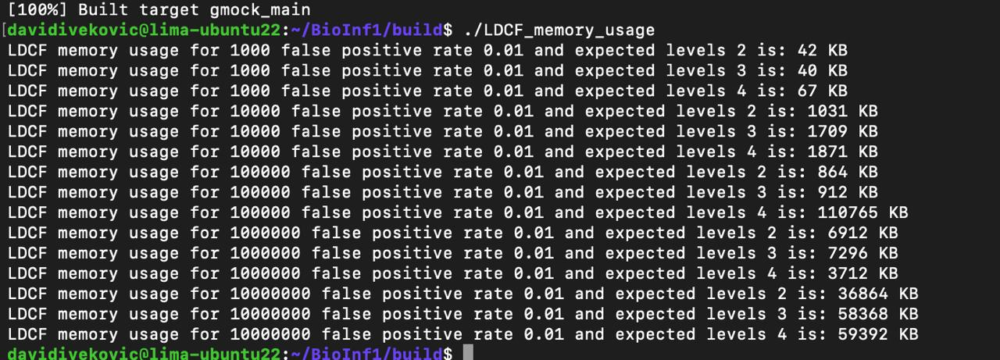 [100%] Built target gmock_main
[davidivekovic@lima-ubuntu22:~/BioInf1/build$ ./LDCF_memory_usage
LDCF memory usage for 1000 false positive rate 0.01 and expected levels 2 is: 42 KB
LDCF memory usage for 1000 false positive rate 0.01 and expected levels 3 is: 40 KB
LDCF memory usage for 1000 false positive rate 0.01 and expected levels 4 is: 67 KB
LDCF memory usage for 10000 false positive rate 0.01 and expected levels 2 is: 1031 KB
LDCF memory usage for 10000 false positive rate 0.01 and expected levels 3 is: 1709 KB
LDCF memory usage for 10000 false positive rate 0.01 and expected levels 4 is: 1871 KB
LDCF memory usage for 100000 false positive rate 0.01 and expected levels 2 is: 864 KB
LDCF memory usage for 100000 false positive rate 0.01 and expected levels 3 is: 912 KB
LDCF memory usage for 100000 false positive rate 0.01 and expected levels 4 is: 110765 KB
LDCF memory usage for 1000000 false positive rate 0.01 and expected levels 2 is: 6912 KB
LDCF memory usage for 1000000 false positive rate 0.01 and expected levels 3 is: 7296 KB
LDCF memory usage for 1000000 false positive rate 0.01 and expected levels 4 is: 3712 KB
LDCF memory usage for 10000000 false positive rate 0.01 and expected levels 2 is: 36864 KB
LDCF memory usage for 10000000 false positive rate 0.01 and expected levels 3 is: 58368 KB
LDCF memory usage for 10000000 false positive rate 0.01 and expected levels 4 is: 59392 KB
davidivekovic@lima-ubuntu22:~/BioInf1/build$